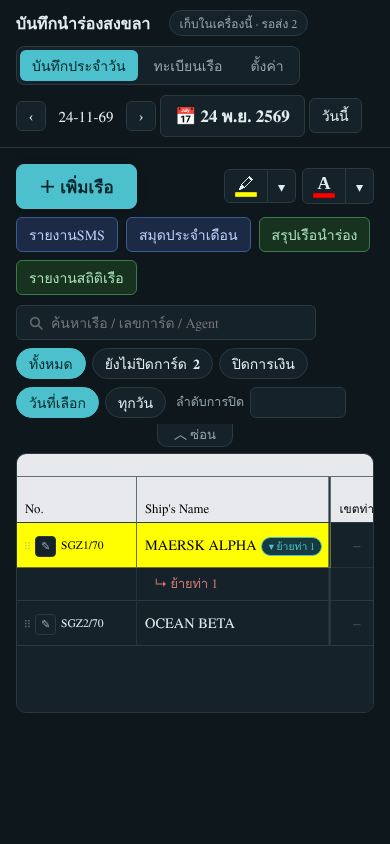 บันทึกนำร่องสงขลา เก็บในเครื่องนี้ · รอส่ง 2
บันทึกประจำวัน ทะเบียนเรือ ตั้งค่า
‹ 24-11-69 › 📅 24 พ.ย. 2569 วันนี้
+ เพิ่มเรือ 🖍 ▼ A ▼
รายงานSMS สมุดประจำเดือน สรุปเรือนำร่อง
รายงานสถิติเรือ
ค้นหาเรือ / เลขการ์ด / Agent
ทั้งหมด ยังไม่ปิดการ์ด 2 ปิดการเงิน
วันที่เลือก ทุกวัน ลำดับการปิด
︿ ซ่อน
No. Ship's Name เขตท่า
⠿ ✎ SGZ1/70 MAERSK ALPHA ▾ ย้ายท่า 1 –
↳ ย้ายท่า 1
⠿ ✎ SGZ2/70 OCEAN BETA –